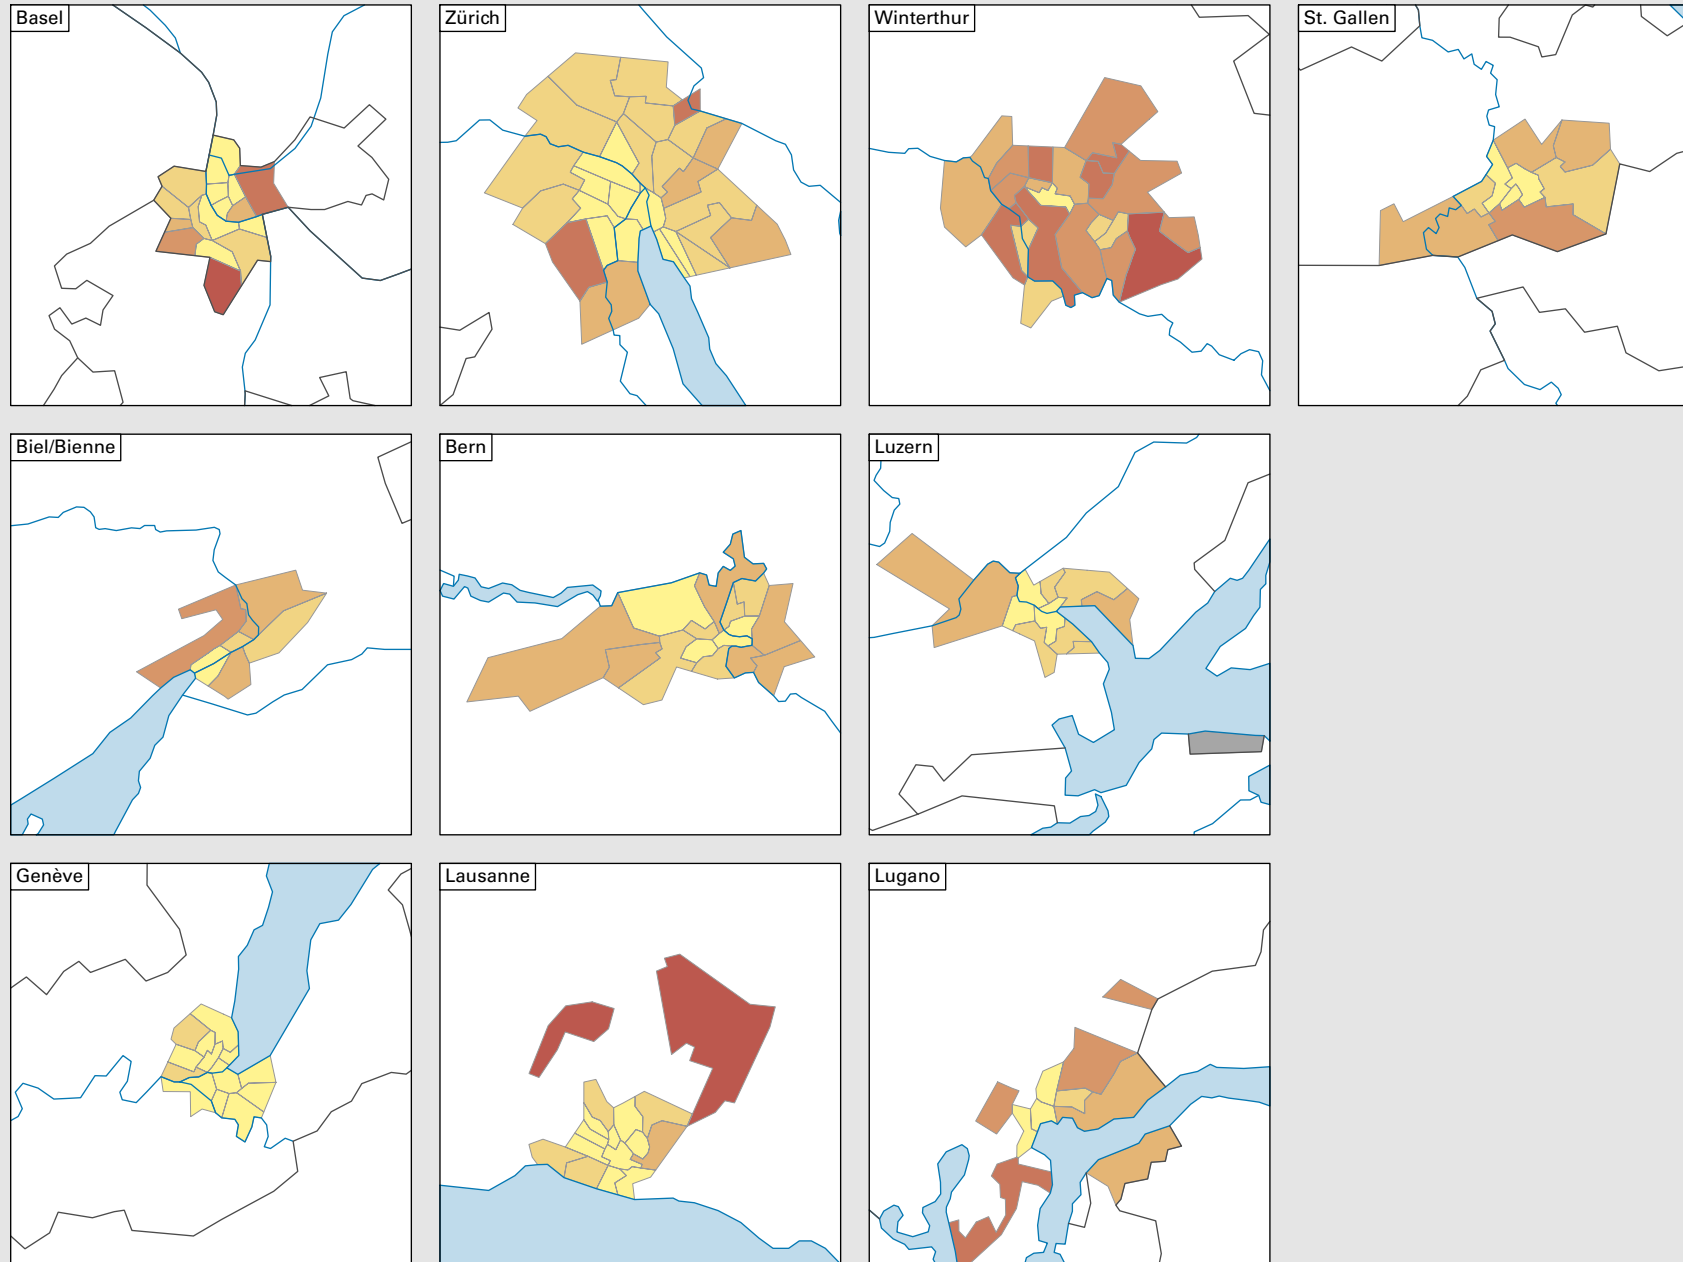 Basel
Zürich
Winterthur
St. Gallen
Biel/Bienne
Bern
Luzern
Genève
Lausanne
Lugano